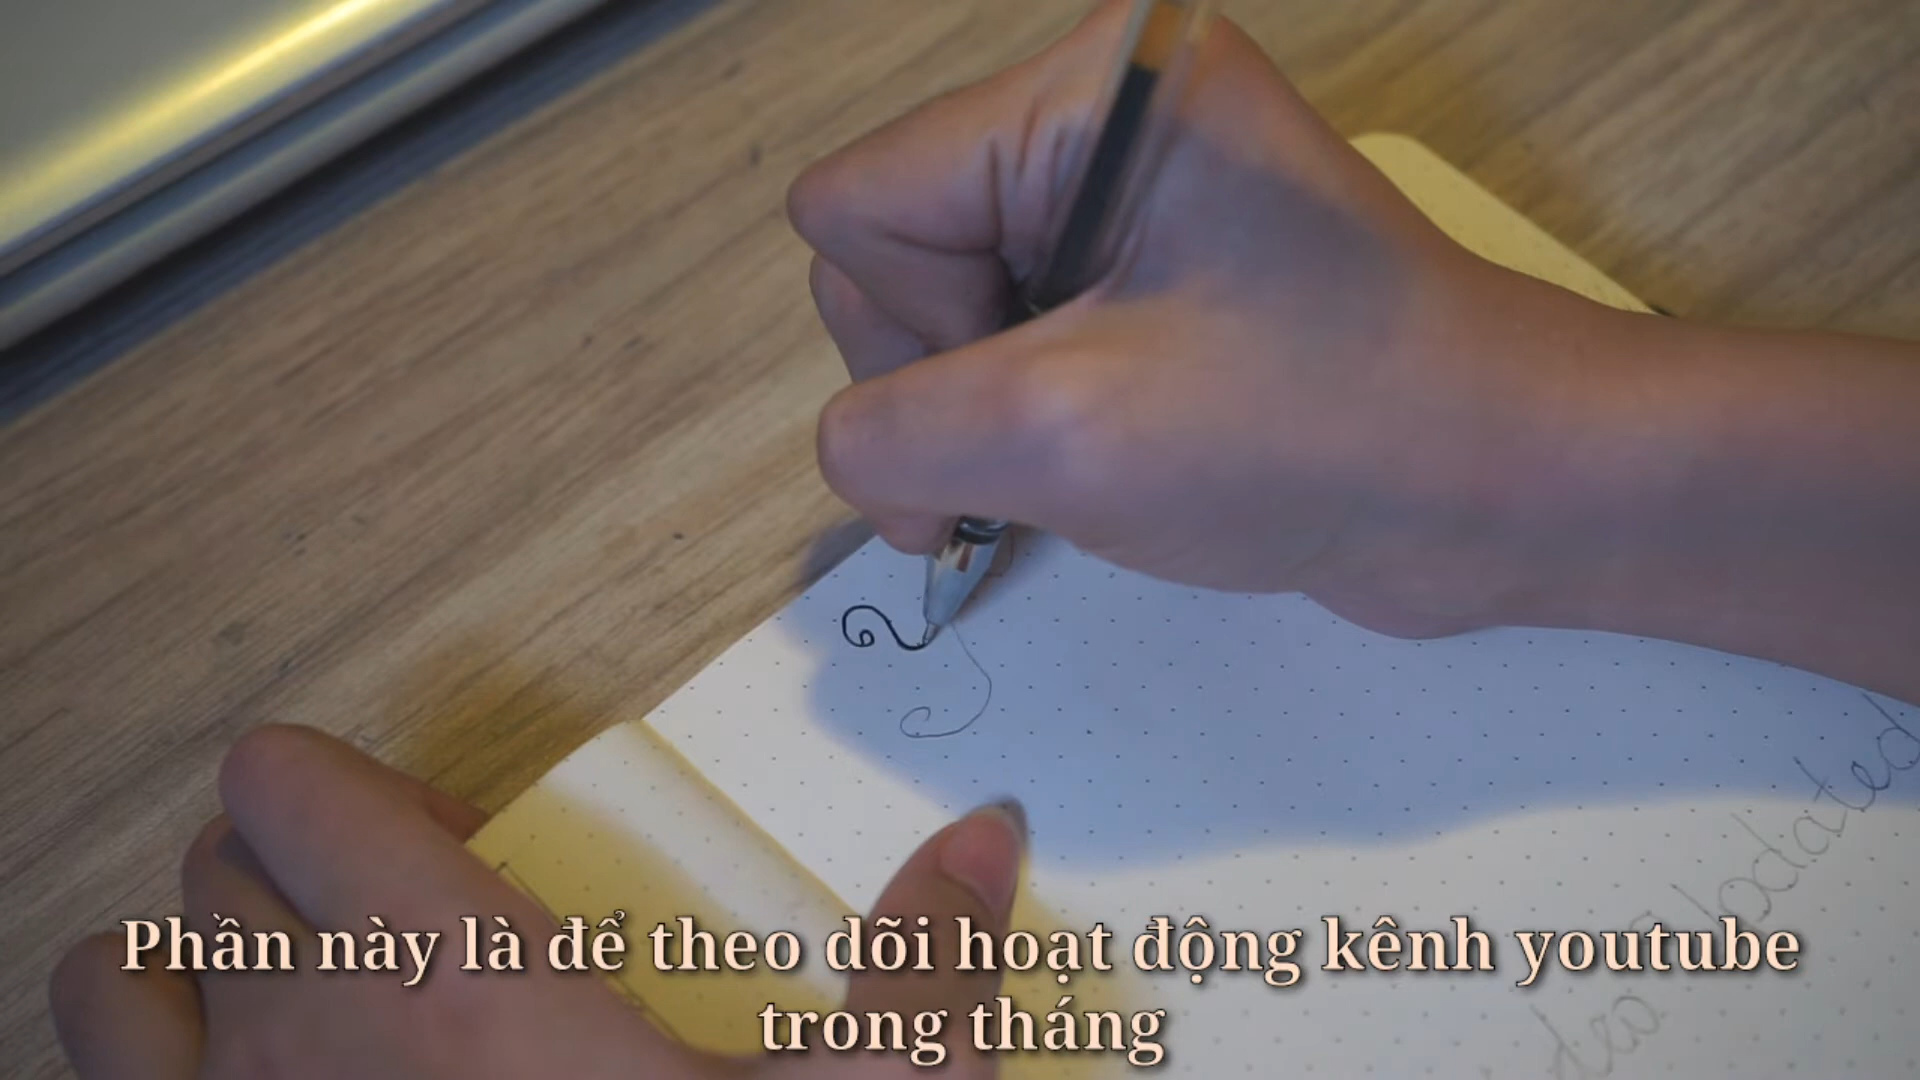 Phần này là để theo dõi hoạt động kênh youtube
trong tháng